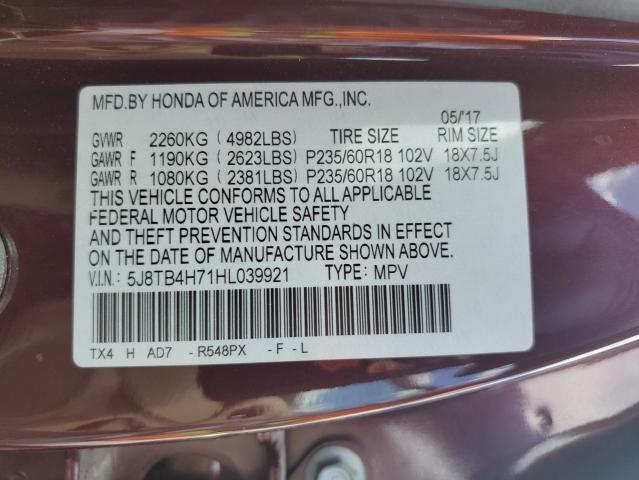 MFD.BY HONDA OF AMERICA MFG.,INC.
05/'17
GVWR 2260KG (4982LBS) TIRE SIZE RIM SIZE
GAWR F 1190KG (2623LBS) P235/60R18 102V 18X7.5J
GAWR R 1080KG (2381LBS) P235/60R18 102V 18X7.5J
THIS VEHICLE CONFORMS TO ALL APPLICABLE
FEDERAL MOTOR VEHICLE SAFETY
AND THEFT PREVENTION STANDARDS IN EFFECT
ON THE DATE OF MANUFACTURE SHOWN ABOVE.
V.I.N.: 5J8TB4H71HL039921 TYPE: MPV
TX4 H AD7 - R548PX - F - L